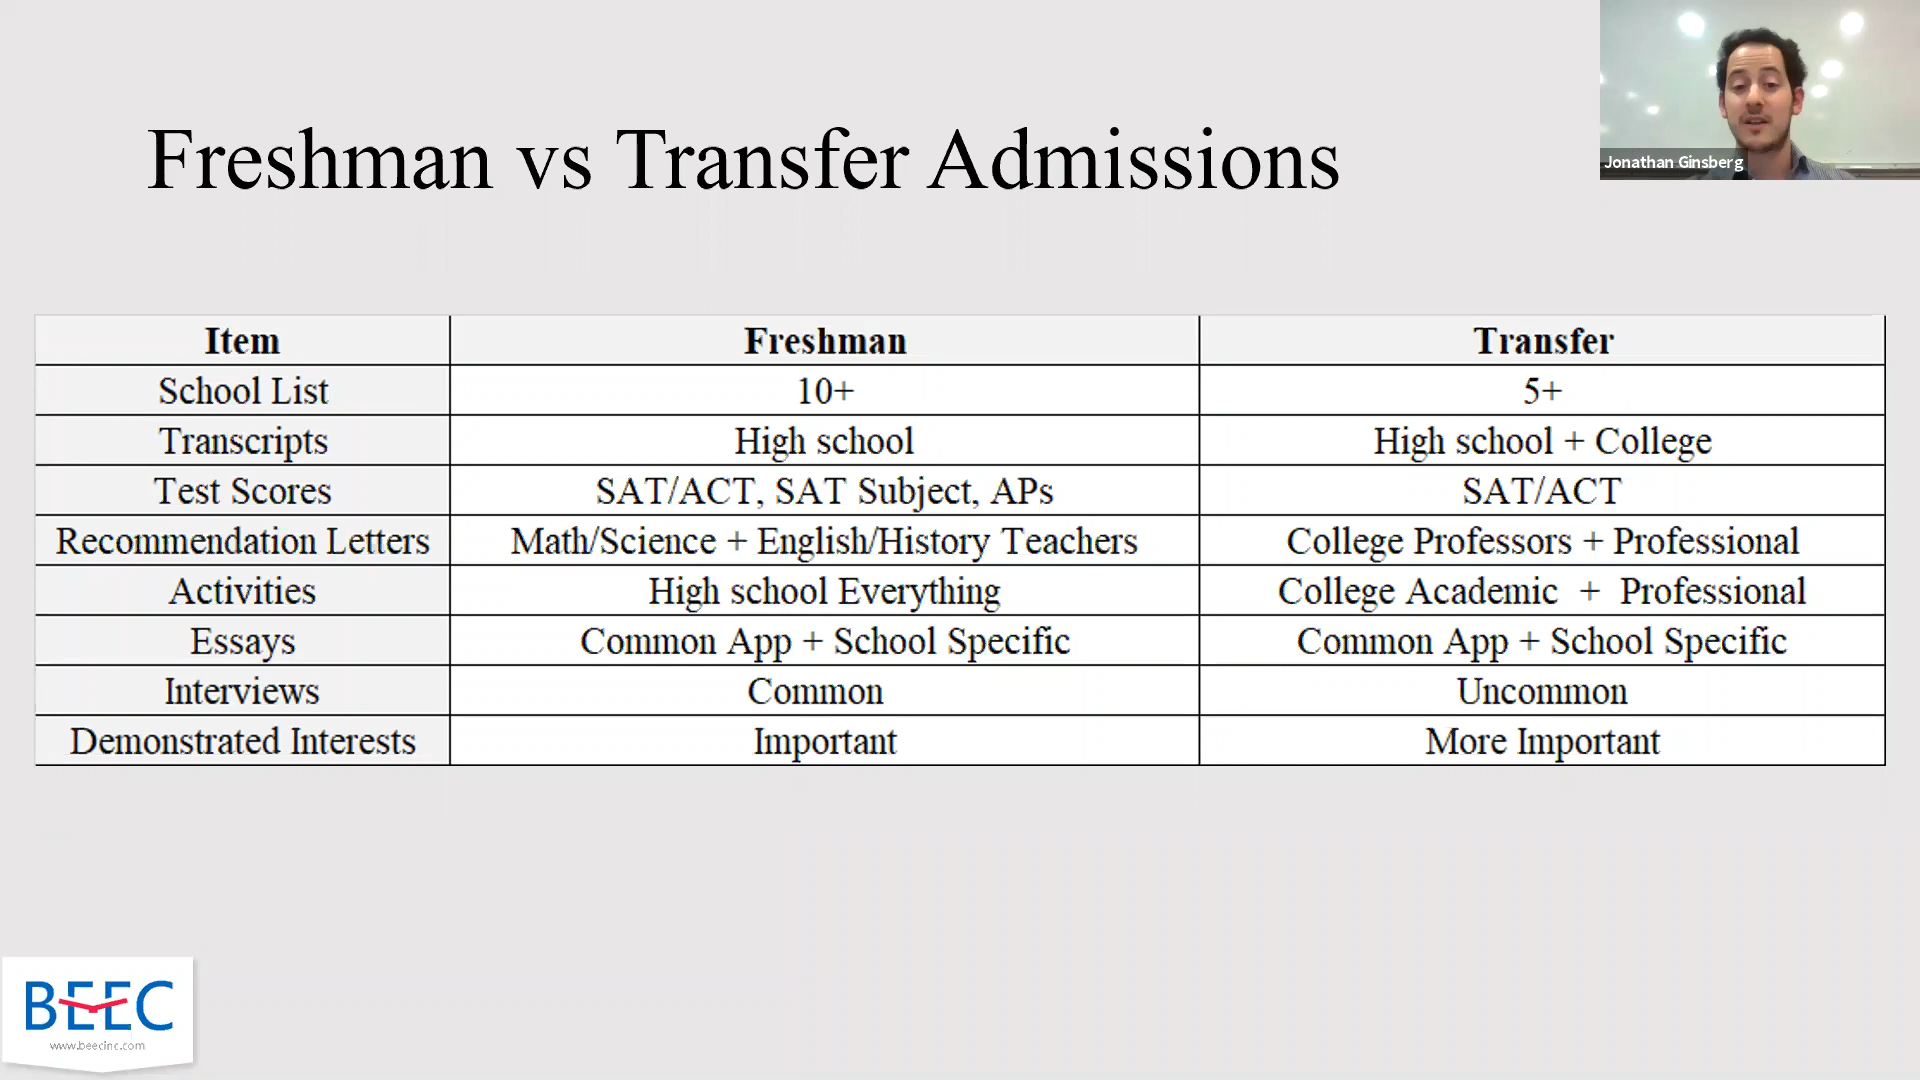 Jonathan Ginsberg
Freshman vs Transfer Admissions
Item Freshman Transfer
School List 10+ 5+
Transcripts High school High school + College
Test Scores SAT/ACT, SAT Subject, APs SAT/ACT
Recommendation Letters Math/Science + English/History Teachers College Professors + Professional
Activities High school Everything College Academic + Professional
Essays Common App + School Specific Common App + School Specific
Interviews Common Uncommon
Demonstrated Interests Important More Important
BEEC
www.beecinc.com